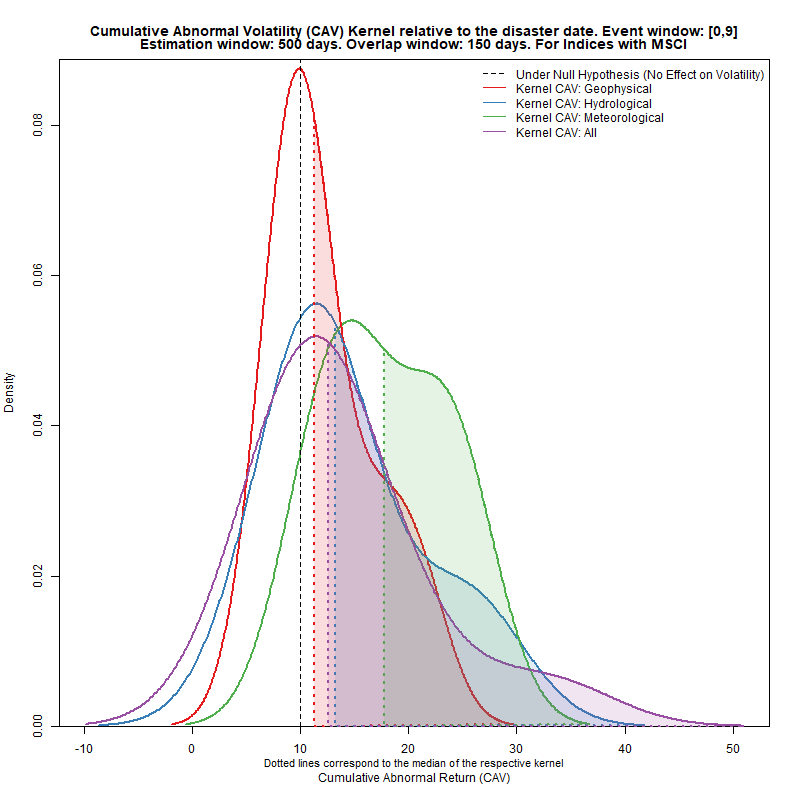 Cumulative Abnormal Volatility (CAV) Kernel relative to the disaster date. Event window: [0,9]
Estimation window: 500 days. Overlap window: 150 days. For Indices with MSCI
Under Null Hypothesis (No Effect on Volatility)
Kernel CAV: Geophysical
Kernel CAV: Hydrological
Kernel CAV: Meteorological
Kernel CAV: All
Density
0.08
0.06
0.04
0.02
0.00
-10 0 10 20 30 40 50
Dotted lines correspond to the median of the respective kernel
Cumulative Abnormal Return (CAV)